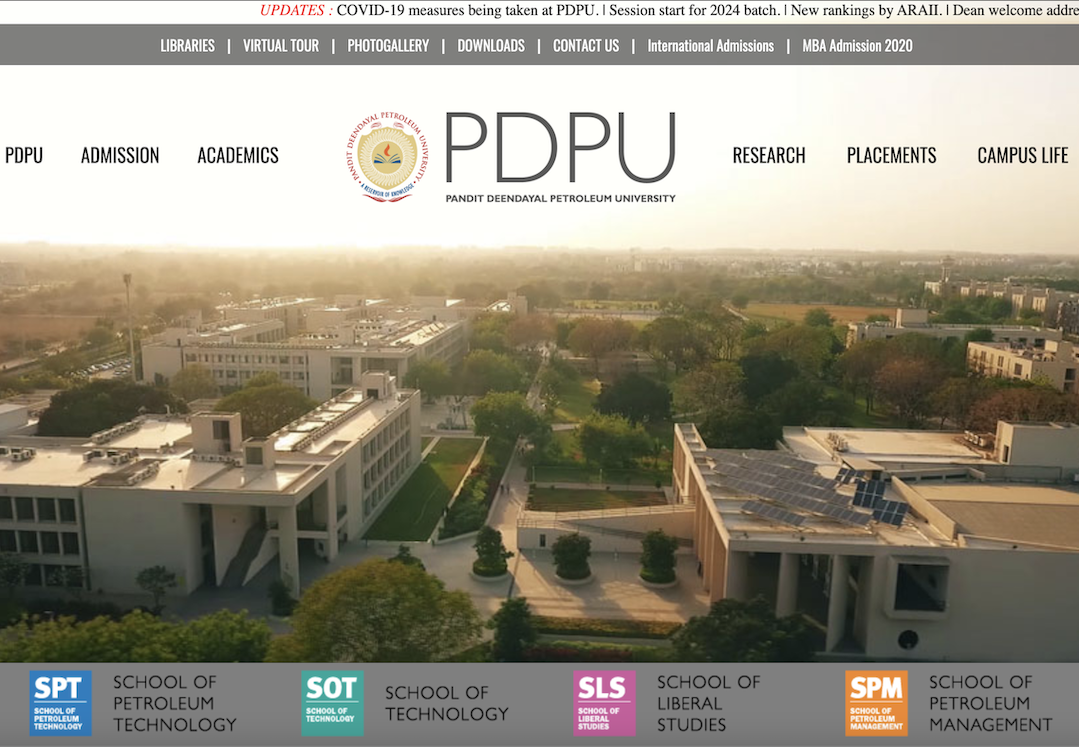 UPDATES : COVID-19 measures being taken at PDPU. | Session start for 2024 batch. | New rankings by ARAII. | Dean welcome addre
LIBRARIES | VIRTUAL TOUR | PHOTOGALLERY | DOWNLOADS | CONTACT US | International Admissions | MBA Admission 2020
PDPU ADMISSION ACADEMICS
PANDIT DEENDAYAL PETROLEUM UNIVERSITY
A RESERVOIR OF KNOWLEDGE
PDPU
PANDIT DEENDAYAL PETROLEUM UNIVERSITY
RESEARCH PLACEMENTS CAMPUS LIFE
SPT
SCHOOL OF
PETROLEUM
TECHNOLOGY
SCHOOL OF
PETROLEUM
TECHNOLOGY
SOT
SCHOOL OF
TECHNOLOGY
SCHOOL OF
TECHNOLOGY
SLS
SCHOOL OF
LIBERAL
STUDIES
SCHOOL OF
LIBERAL
STUDIES
SPM
SCHOOL OF
PETROLEUM
MANAGEMENT
SCHOOL OF
PETROLEUM
MANAGEMENT